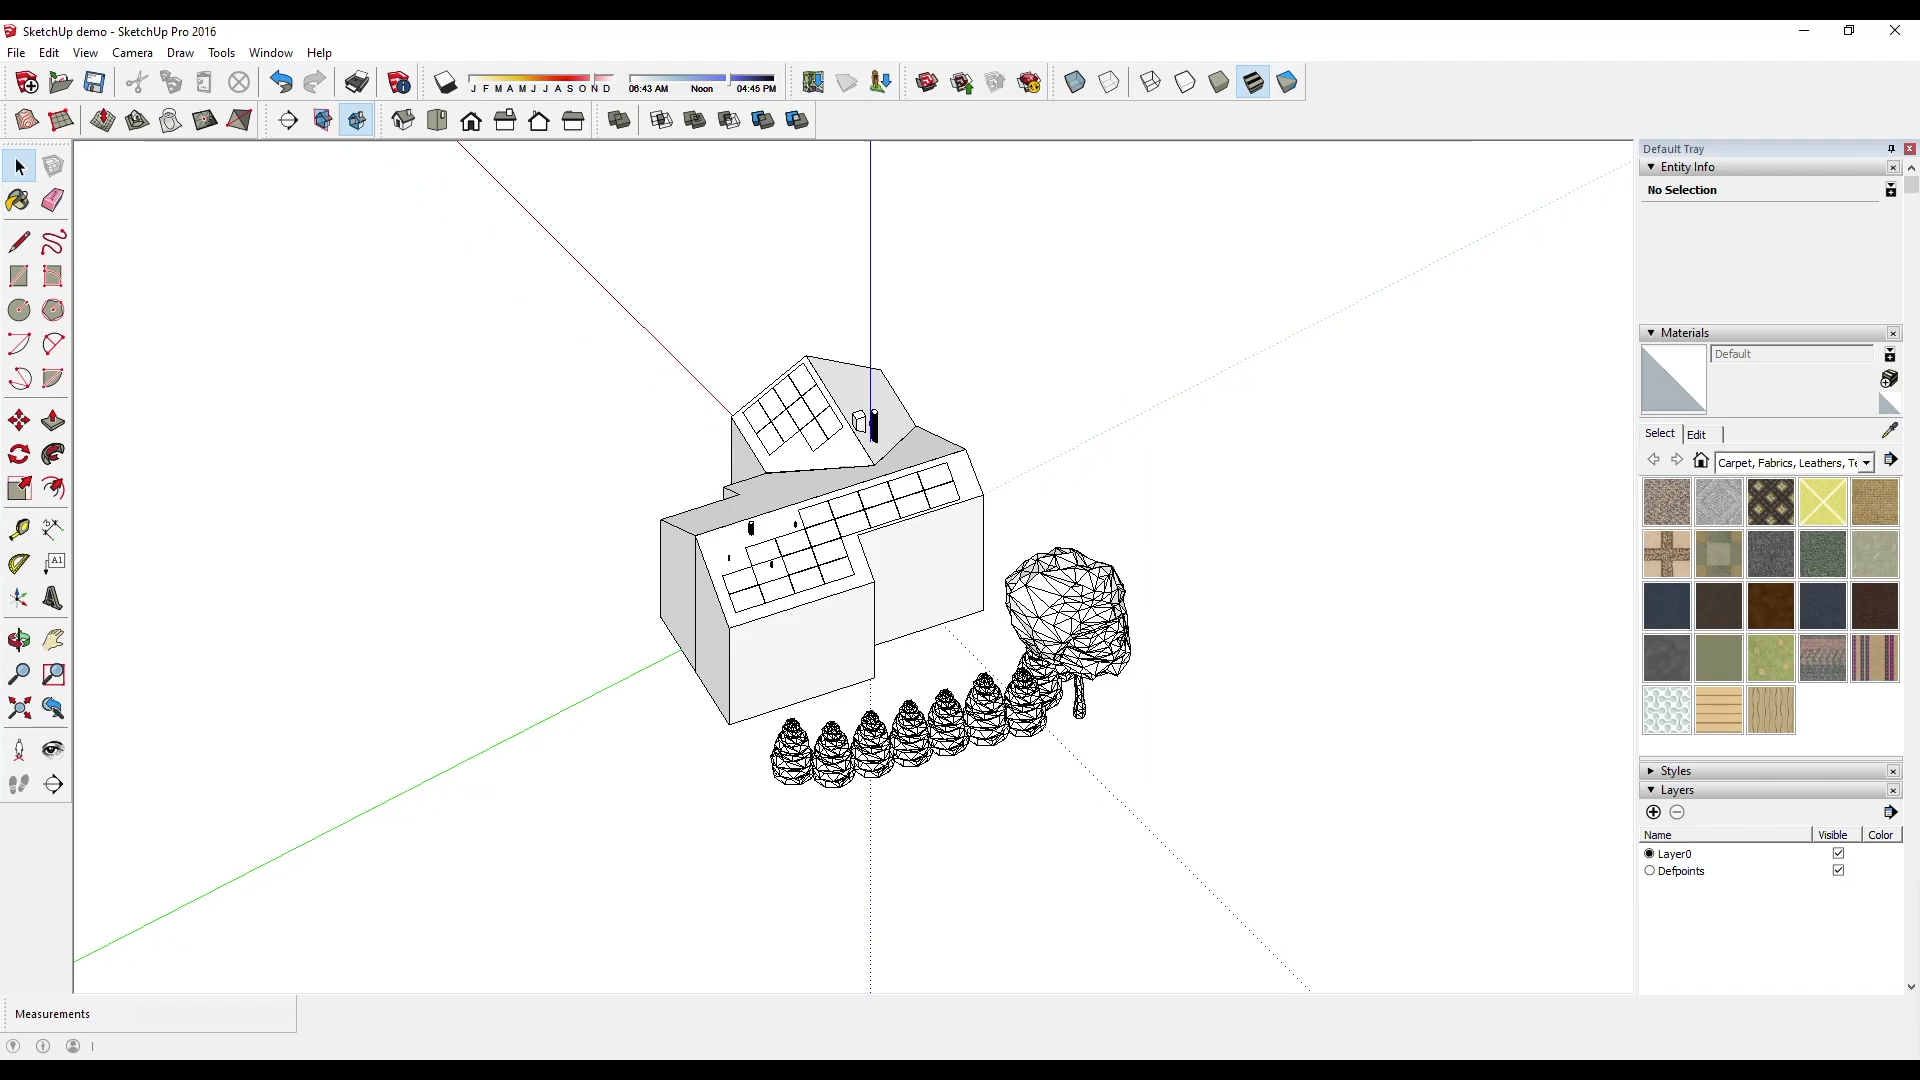 SketchUp demo - SketchUp Pro 2016
File Edit View Camera Draw Tools Window Help
J F M A M J J A S O N D
06:43 AM Noon 04:45 PM
Default Tray
Entity Info
No Selection
Materials
Default
Select Edit
Carpet, Fabrics, Leathers, Te
A1
Styles
Layers
Name Visible Color
Layer0
Defpoints
Measurements